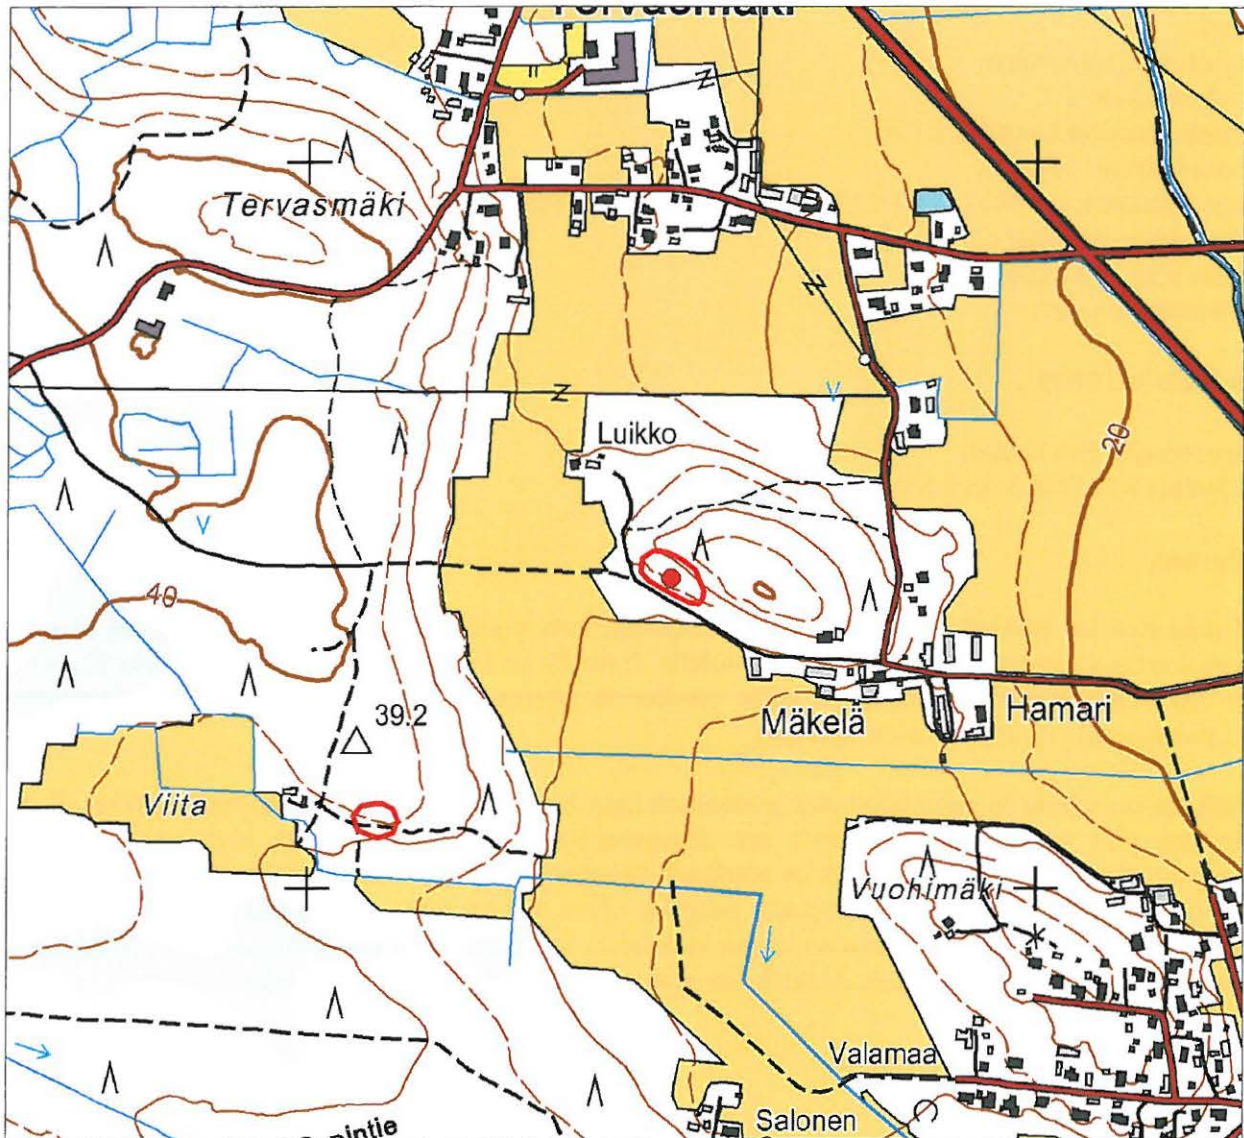 Tervasmäki
Tervasmäki
Luikko
20
40
39.2
Mäkelä
Hamari
Viita
Vuohimäki
Valamaa
Salonen